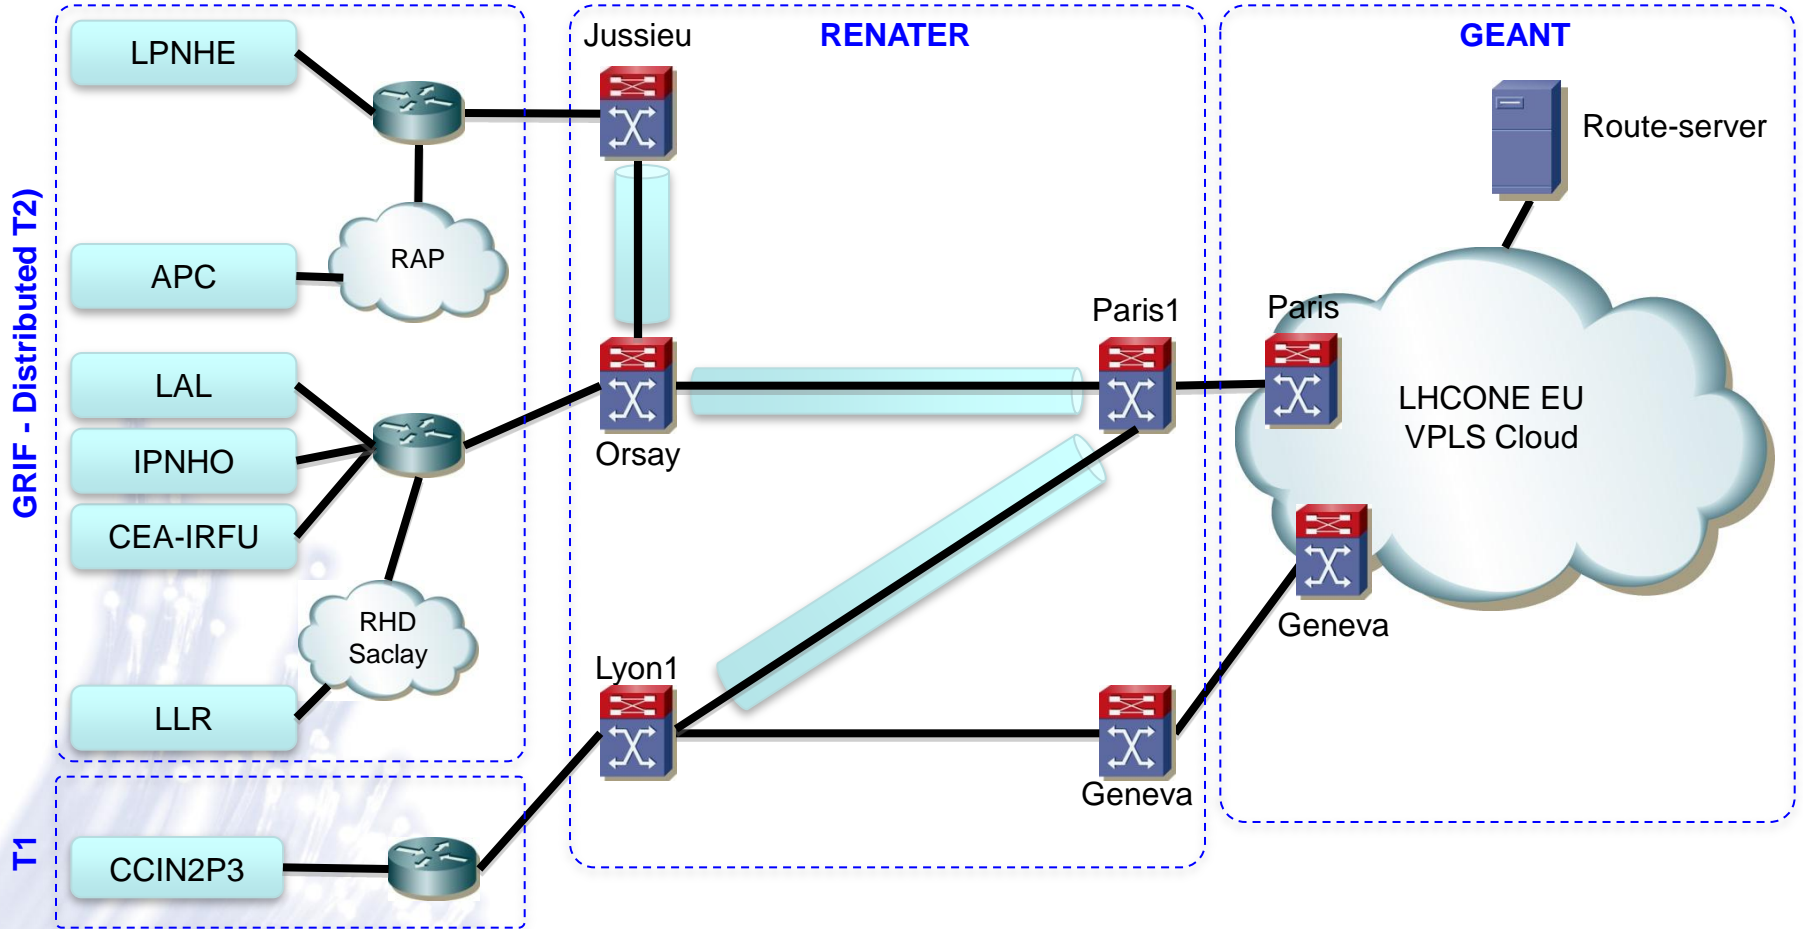 GRIF - Distributed T2)
LPNHE
APC
RAP
LAL
IPNHO
CEA-IRFU
RHD
Saclay
LLR
T1
CCIN2P3
RENATER
Jussieu
Orsay
Paris1
Lyon1
Geneva
GEANT
Route-server
Paris
LHCONE EU
VPLS Cloud
Geneva